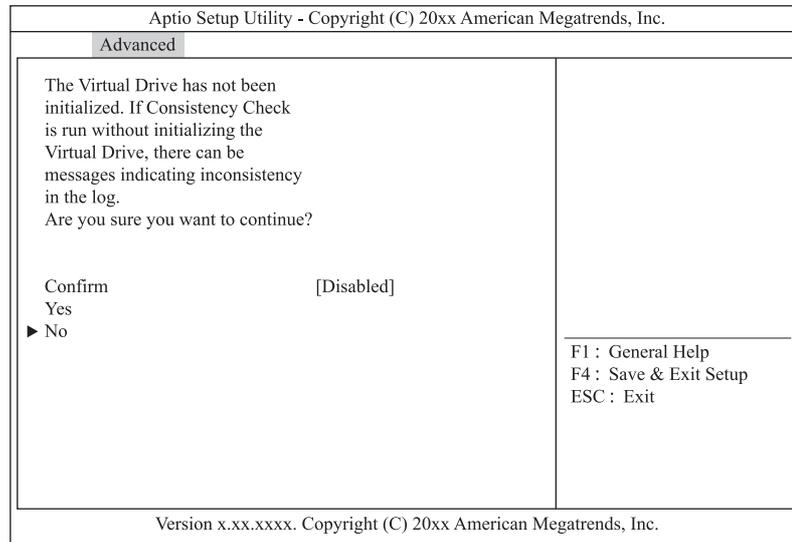 Aptio Setup Utility - Copyright (C) 20xx American Megatrends, Inc.
Advanced
The Virtual Drive has not been
initialized. If Consistency Check
is run without initializing the
Virtual Drive, there can be
messages indicating inconsistency
in the log.
Are you sure you want to continue?
Confirm [Disabled]
Yes
▶ No
F1 : General Help
F4 : Save & Exit Setup
ESC : Exit
Version x.xx.xxxx. Copyright (C) 20xx American Megatrends, Inc.